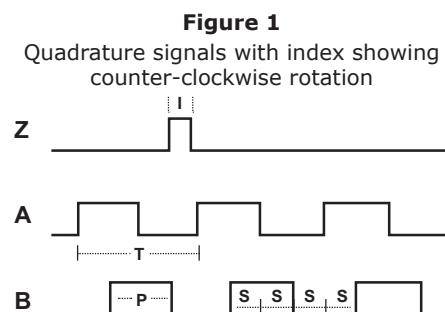 Figure 1
Quadrature signals with index showing
counter-clockwise rotation
I
Z
A
T
B
P
S S S S